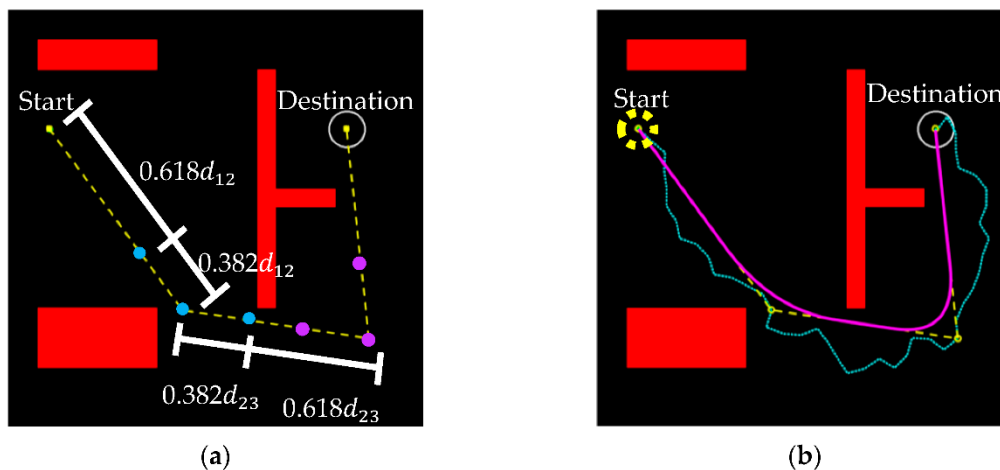 Start
Destination
0.618d₁₂
0.382d₁₂
0.382d₂₃
0.618d₂₃
(a)
Start
Destination
(b)